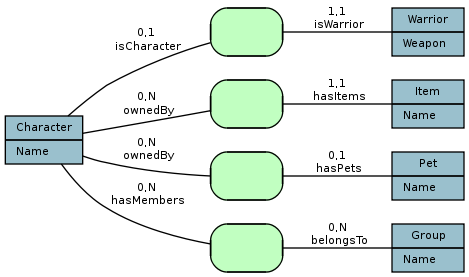 0,1
isCharacter
1,1
isWarrior
Warrior
Weapon
0,N
ownedBy
1,1
hasItems
Item
Name
Character
Name
0,N
ownedBy
0,1
hasPets
Pet
Name
0,N
hasMembers
0,N
belongsTo
Group
Name